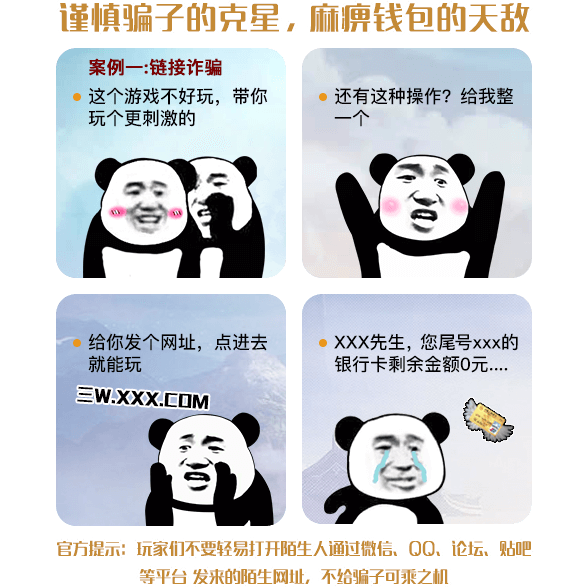 谨慎骗子的克星，麻痹钱包的天敌
案例一:链接诈骗
这个游戏不好玩，带你
玩个更刺激的
还有这种操作？给我整
一个
给你发个网址，点进去
就能玩
三W.XXX.COM
XXX先生，您尾号xxx的
银行卡剩余金额0元....
官方提示：玩家们不要轻易打开陌生人通过微信、QQ、论坛、贴吧
等平台 发来的陌生网址，不给骗子可乘之机